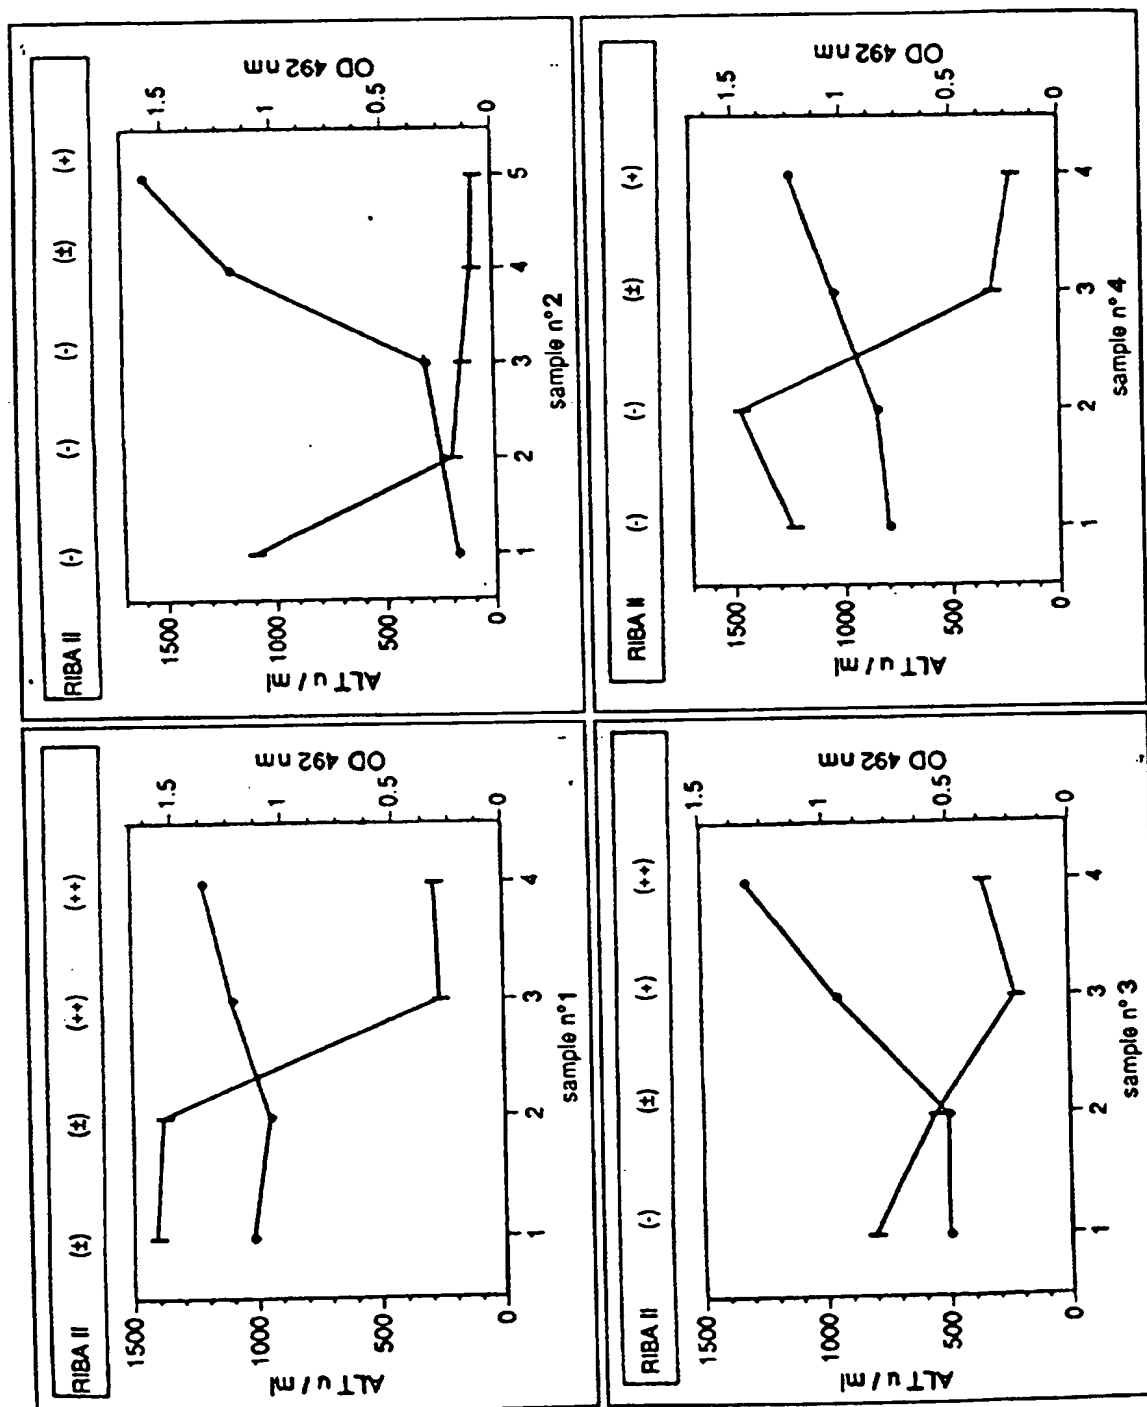 RIBA II (±) (±) (++) (++)
ALT u / ml
1500
1000
500
0
OD 492 nm
1.5
1
0.5
0
1 2 3 4
sample n°1
RIBA II (-) (-) (-) (±) (+)
ALT u / ml
1500
1000
500
0
OD 492 nm
1.5
1
0.5
0
1 2 3 4 5
sample n°2
RIBA II (-) (±) (+) (++)
ALT u / ml
1500
1000
500
0
OD 492 nm
1.5
1
0.5
0
1 2 3 4
sample n°3
RIBA II (-) (-) (±) (+)
ALT u / ml
1500
1000
500
0
OD 492 nm
1.5
1
0.5
0
1 2 3 4
sample n°4